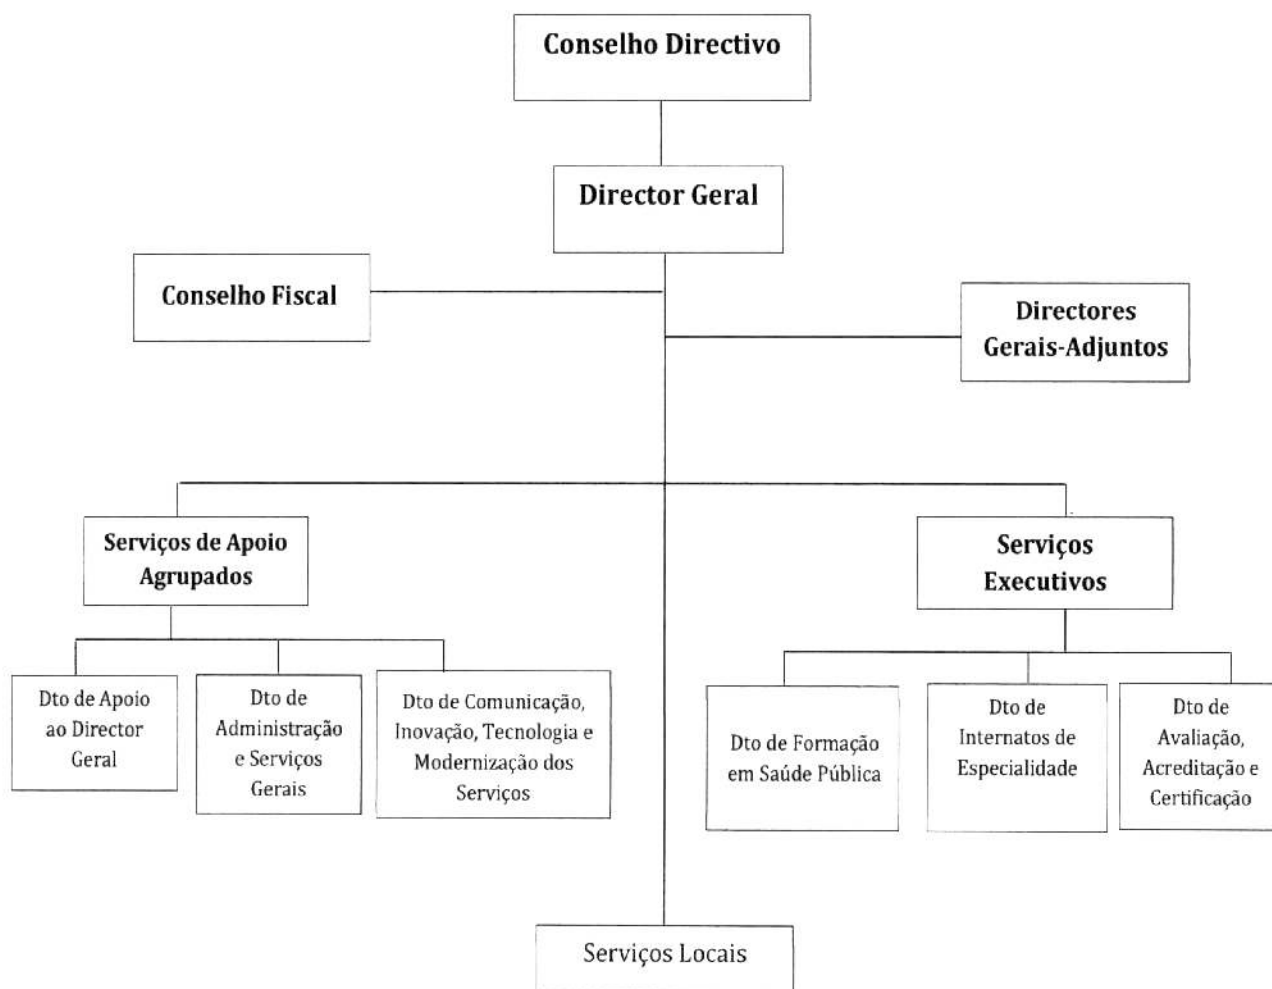 Conselho Directivo
Director Geral
Conselho Fiscal
Directores
Gerais-Adjuntos
Serviços de Apoio
Agrupados
Serviços
Executivos
Dto de Apoio
ao Director
Geral
Dto de
Administração
e Serviços
Gerais
Dto de Comunicação,
Inovação, Tecnologia e
Modernização dos
Serviços
Dto de Formação
em Saúde Pública
Dto de
Internatos de
Especialidade
Dto de
Avaliação,
Acreditação e
Certificação
Serviços Locais